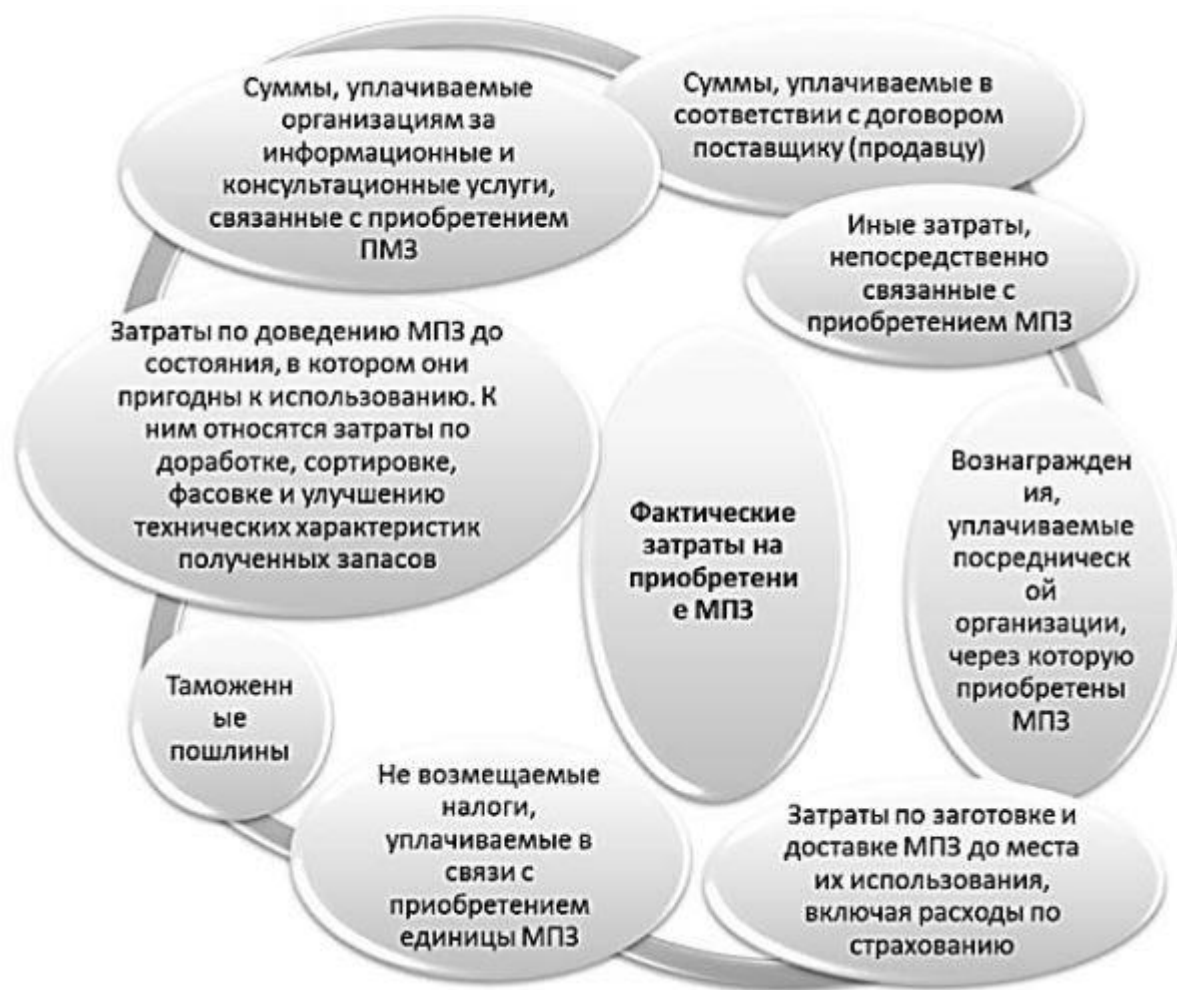 Суммы, уплачиваемые
организациям за
информационные и
консультационные услуги,
связанные с приобретением
ПМЗ
Суммы, уплачиваемые в
соответствии с договором
поставщику (продавцу)
Иные затраты,
непосредственно
связанные с
приобретением МПЗ
Затраты по доведению МПЗ до
состояния, в котором они
пригодны к использованию. К
ним относятся затраты по
доработке, сортировке,
фасовке и улучшению
технических характеристик
полученных запасов
Фактические
затраты на
приобретени
е МПЗ
Вознагражден
ия,
уплачиваемые
посредническ
ой
организации,
через которую
приобретены
МПЗ
Таможенн
ые
пошлины
Не возмещаемые
налоги,
уплачиваемые в
связи с
приобретением
единицы МПЗ
Затраты по заготовке и
доставке МПЗ до места
их использования,
включая расходы по
страхованию